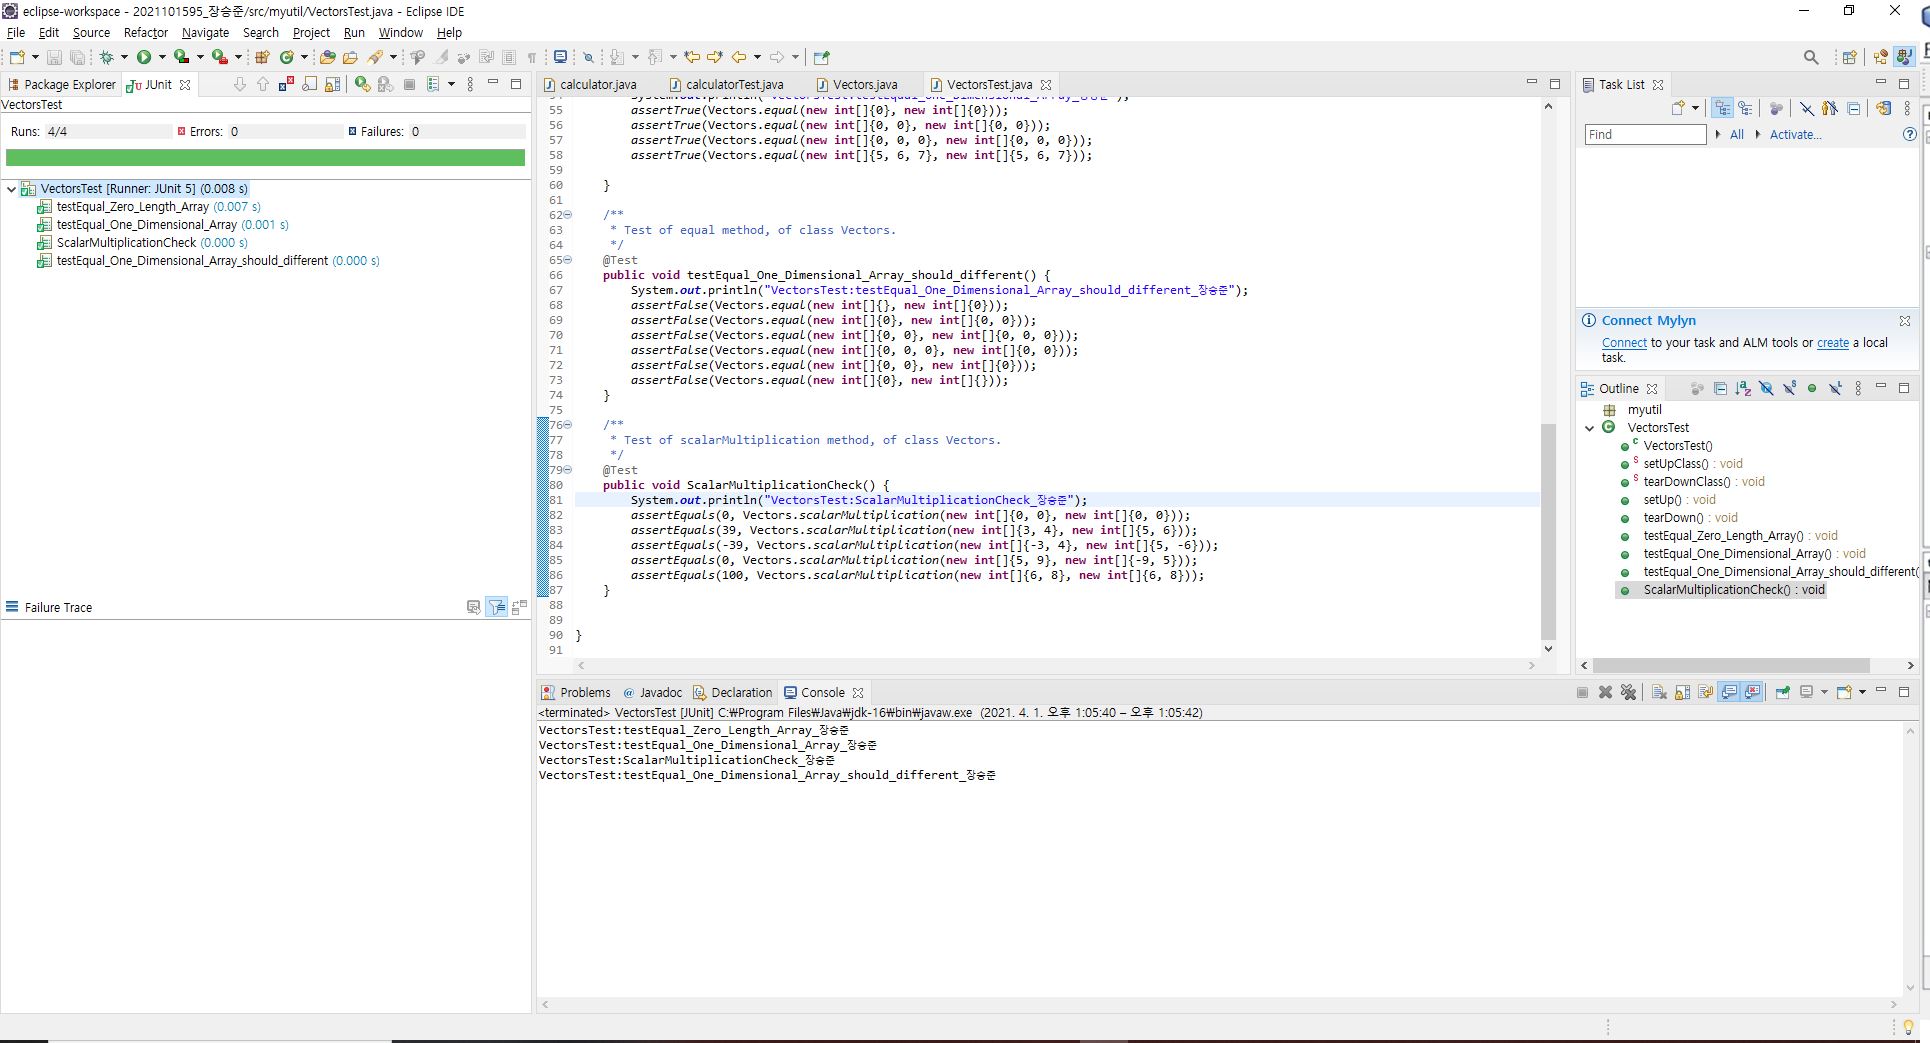 eclipse-workspace - 2021101595_장승준/src/myutil/VectorsTest.java - Eclipse IDE
File Edit Source Refactor Navigate Search Project Run Window Help
Package Explorer JUnit
VectorsTest
Runs: 4/4 Errors: 0 Failures: 0
VectorsTest [Runner: JUnit 5] (0.008 s)
testEqual_Zero_Length_Array (0.007 s)
testEqual_One_Dimensional_Array (0.001 s)
ScalarMultiplicationCheck (0.000 s)
testEqual_One_Dimensional_Array_should_different (0.000 s)
Failure Trace
calculator.java calculatorTest.java Vectors.java VectorsTest.java
55 assertTrue(Vectors.equal(new int[]{0}, new int[]{0}));
56 assertTrue(Vectors.equal(new int[]{0, 0}, new int[]{0, 0}));
57 assertTrue(Vectors.equal(new int[]{0, 0, 0}, new int[]{0, 0, 0}));
58 assertTrue(Vectors.equal(new int[]{5, 6, 7}, new int[]{5, 6, 7}));
59
60 }
61
62 /**
63 * Test of equal method, of class Vectors.
64 */
65 @Test
66 public void testEqual_One_Dimensional_Array_should_different() {
67 System.out.println("VectorsTest:testEqual_One_Dimensional_Array_should_different_장승준");
68 assertFalse(Vectors.equal(new int[]{}, new int[]{0}));
69 assertFalse(Vectors.equal(new int[]{0}, new int[]{0, 0}));
70 assertFalse(Vectors.equal(new int[]{0, 0}, new int[]{0, 0, 0}));
71 assertFalse(Vectors.equal(new int[]{0, 0, 0}, new int[]{0, 0}));
72 assertFalse(Vectors.equal(new int[]{0, 0}, new int[]{0}));
73 assertFalse(Vectors.equal(new int[]{0}, new int[]{}));
74 }
75
76 /**
77 * Test of scalarMultiplication method, of class Vectors.
78 */
79 @Test
80 public void ScalarMultiplicationCheck() {
81 System.out.println("VectorsTest:ScalarMultiplicationCheck_장승준");
82 assertEquals(0, Vectors.scalarMultiplication(new int[]{0, 0}, new int[]{0, 0}));
83 assertEquals(39, Vectors.scalarMultiplication(new int[]{3, 4}, new int[]{5, 6}));
84 assertEquals(-39, Vectors.scalarMultiplication(new int[]{-3, 4}, new int[]{5, -6}));
85 assertEquals(0, Vectors.scalarMultiplication(new int[]{5, 9}, new int[]{-9, 5}));
86 assertEquals(100, Vectors.scalarMultiplication(new int[]{6, 8}, new int[]{6, 8}));
87 }
88
89
90 }
91
Problems Javadoc Declaration Console
<terminated> VectorsTest [JUnit] C:₩Program Files₩Java₩jdk-16₩bin₩javaw.exe (2021. 4. 1. 오후 1:05:40 – 오후 1:05:42)
VectorsTest:testEqual_Zero_Length_Array_장승준
VectorsTest:testEqual_One_Dimensional_Array_장승준
VectorsTest:ScalarMultiplicationCheck_장승준
VectorsTest:testEqual_One_Dimensional_Array_should_different_장승준
Task List
Find All Activate...
Connect Mylyn
Connect to your task and ALM tools or create a local
task.
Outline
myutil
VectorsTest
VectorsTest()
setUpClass() : void
tearDownClass() : void
setUp() : void
tearDown() : void
testEqual_Zero_Length_Array() : void
testEqual_One_Dimensional_Array() : void
testEqual_One_Dimensional_Array_should_different(
ScalarMultiplicationCheck() : void